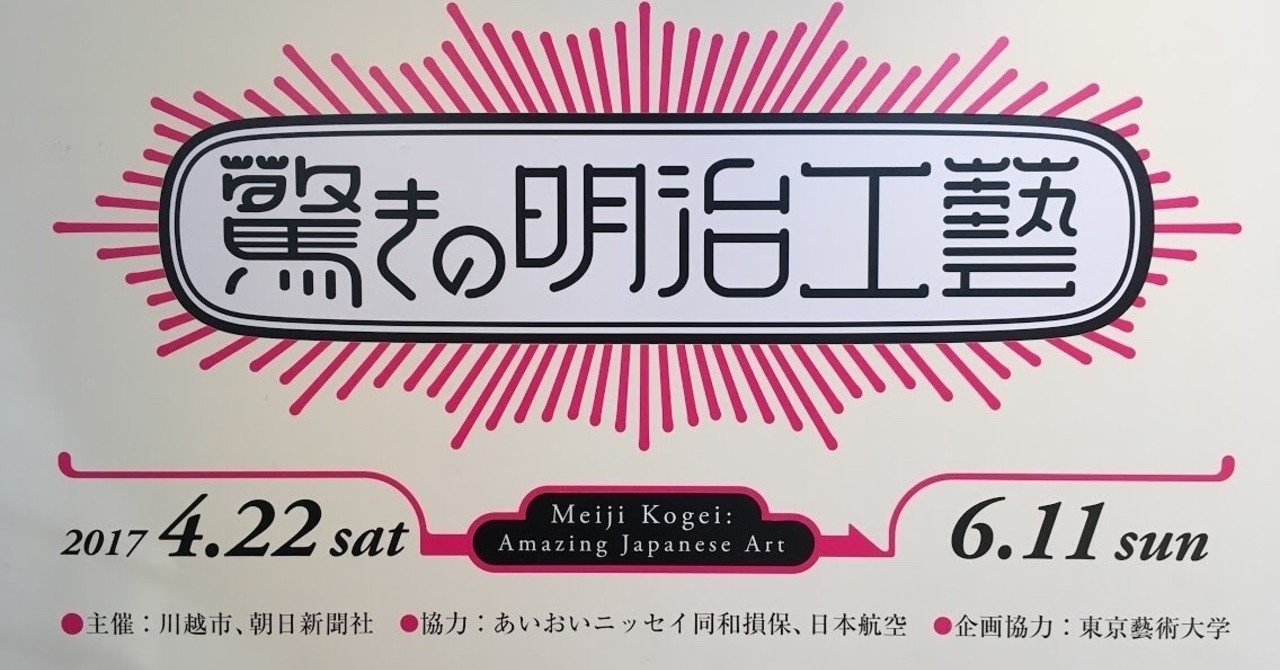 驚きの明治工藝
2017 4.22 sat
Meiji Kogei:
Amazing Japanese Art
6.11 sun
●主催：川越市、朝日新聞社 ●協力：あいおいニッセイ同和損保、日本航空 ●企画協力：東京藝術大学